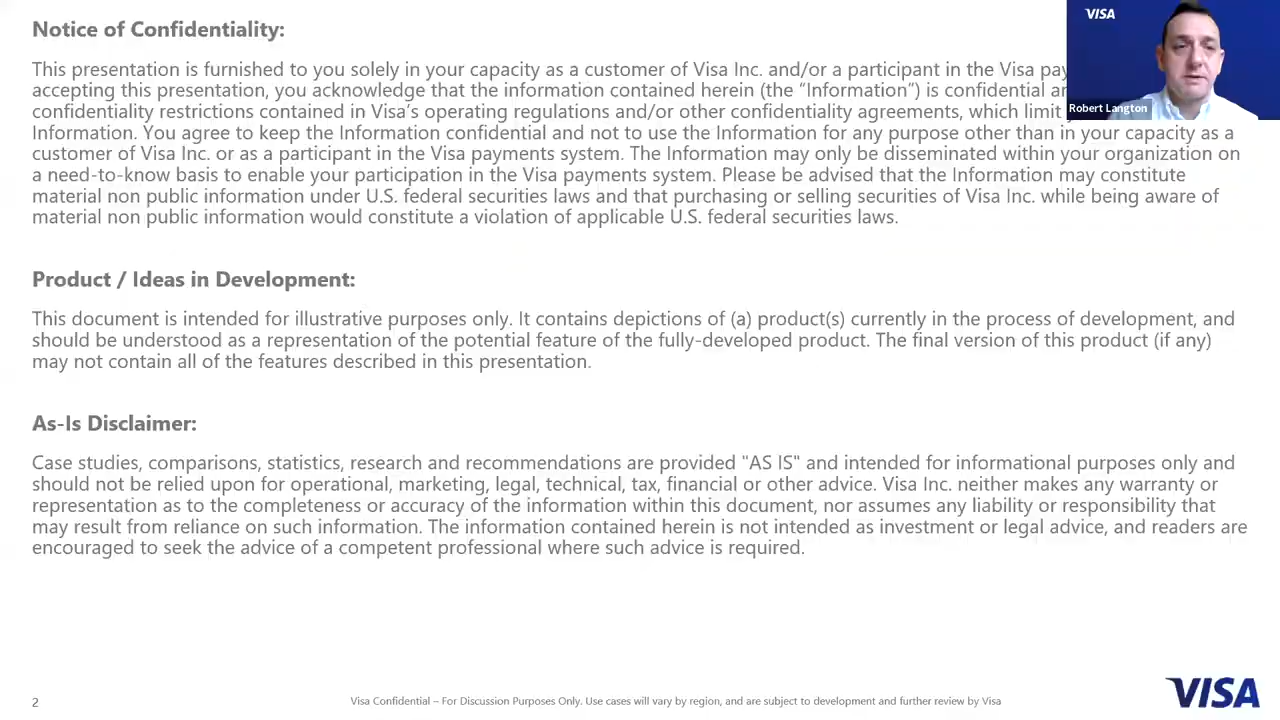 Notice of Confidentiality:
This presentation is furnished to you solely in your capacity as a customer of Visa Inc. and/or a participant in the Visa pay
accepting this presentation, you acknowledge that the information contained herein (the “Information”) is confidential
confidentiality restrictions contained in Visa’s operating regulations and/or other confidentiality agreements, which limit
Information. You agree to keep the Information confidential and not to use the Information for any purpose other than in your capacity as a
customer of Visa Inc. or as a participant in the Visa payments system. The Information may only be disseminated within your organization on
a need-to-know basis to enable your participation in the Visa payments system. Please be advised that the Information may constitute
material non public information under U.S. federal securities laws and that purchasing or selling securities of Visa Inc. while being aware of
material non public information would constitute a violation of applicable U.S. federal securities laws.
VISA
Robert Langton
Product / Ideas in Development:
This document is intended for illustrative purposes only. It contains depictions of (a) product(s) currently in the process of development, and
should be understood as a representation of the potential feature of the fully-developed product. The final version of this product (if any)
may not contain all of the features described in this presentation.
As-Is Disclaimer:
Case studies, comparisons, statistics, research and recommendations are provided "AS IS" and intended for informational purposes only and
should not be relied upon for operational, marketing, legal, technical, tax, financial or other advice. Visa Inc. neither makes any warranty or
representation as to the completeness or accuracy of the information within this document, nor assumes any liability or responsibility that
may result from reliance on such information. The information contained herein is not intended as investment or legal advice, and readers are
encouraged to seek the advice of a competent professional where such advice is required.
2
Visa Confidential – For Discussion Purposes Only. Use cases will vary by region, and are subject to development and further review by Visa
VISA